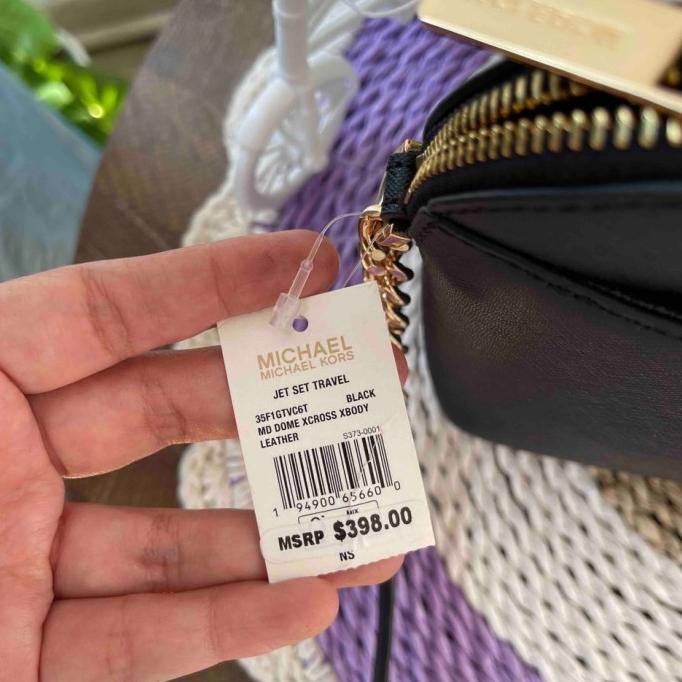 MICHAEL
MICHAEL KORS
JET SET TRAVEL
35F1GTVC6T BLACK
MD DOME XCROSS XBODY
LEATHER
S373-0001
1 94900 65660 0
MSRP $398.00
NS